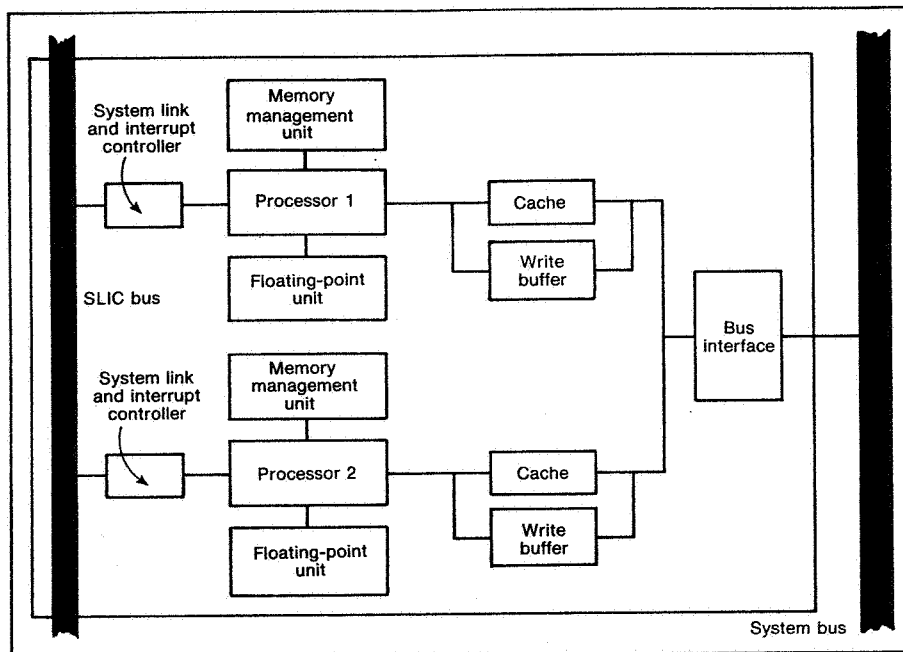 System link
and interrupt
controller
Memory
management
unit
Processor 1
Floating-point
unit
Cache
Write
buffer
SLIC bus
Bus
interface
System link
and interrupt
controller
Memory
management
unit
Processor 2
Floating-point
unit
Cache
Write
buffer
System bus